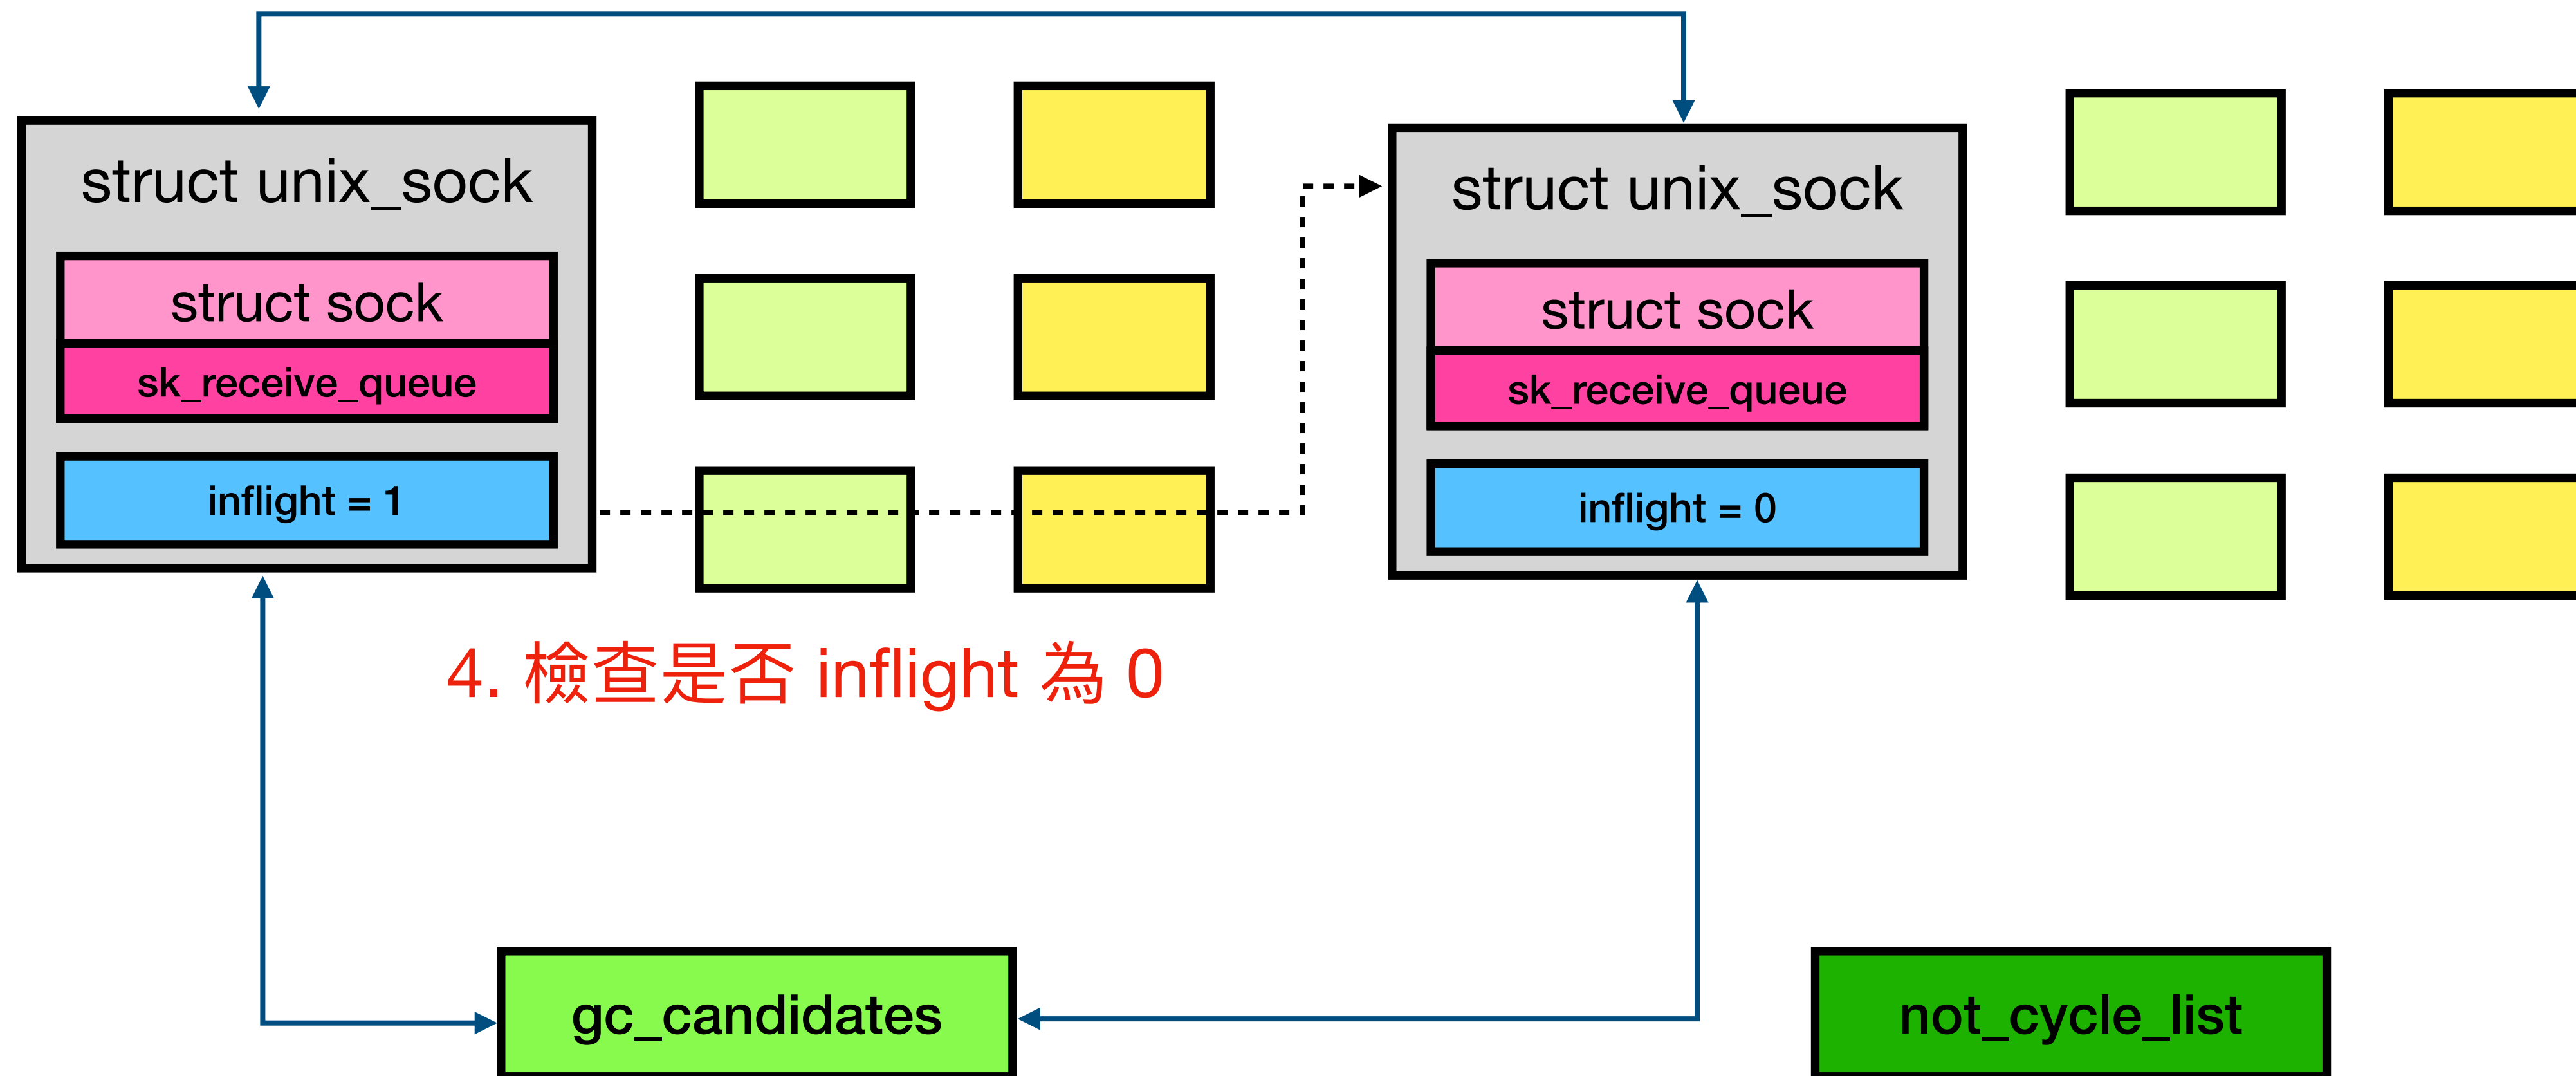 struct unix_sock
struct sock
sk_receive_queue
inflight = 1
struct unix_sock
struct sock
sk_receive_queue
inflight = 0
4. 檢查是否 inflight 為 0
gc_candidates
not_cycle_list